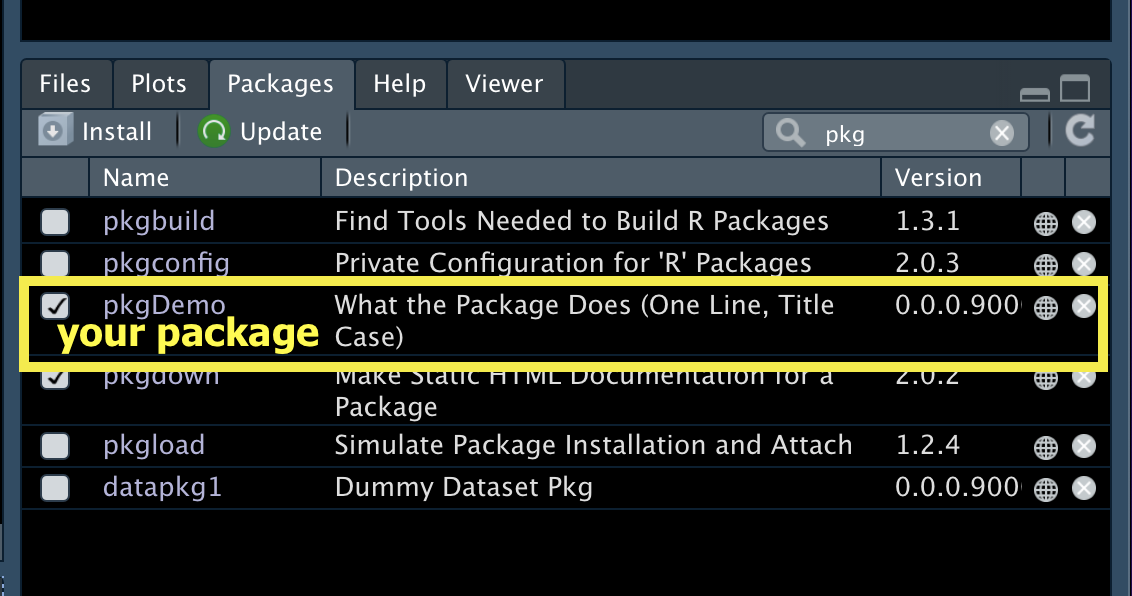 Files Plots Packages Help Viewer
Install Update pkg
Name Description Version
pkgbuild Find Tools Needed to Build R Packages 1.3.1
pkgconfig Private Configuration for 'R' Packages 2.0.3
pkgDemo What the Package Does (One Line, Title 0.0.0.900
your package Case)
pkgdown Make Static HTML Documentation for a 2.0.2
Package
pkgload Simulate Package Installation and Attach 1.2.4
datapkg1 Dummy Dataset Pkg 0.0.0.900